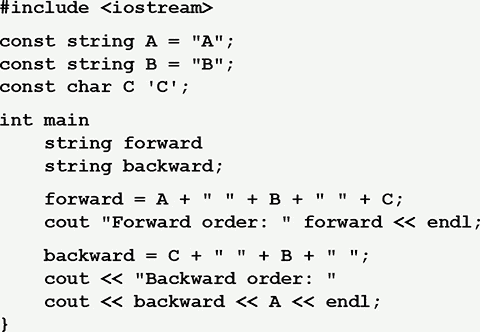 #include <iostream>
const string A = "A";
const string B = "B";
const char C 'C';
int main
    string forward
    string backward;
    forward = A + " " + B + " " + C;
    cout "Forward order: " forward << endl;
    backward = C + " " + B + " ";
    cout << "Backward order: "
    cout << backward << A << endl;
}